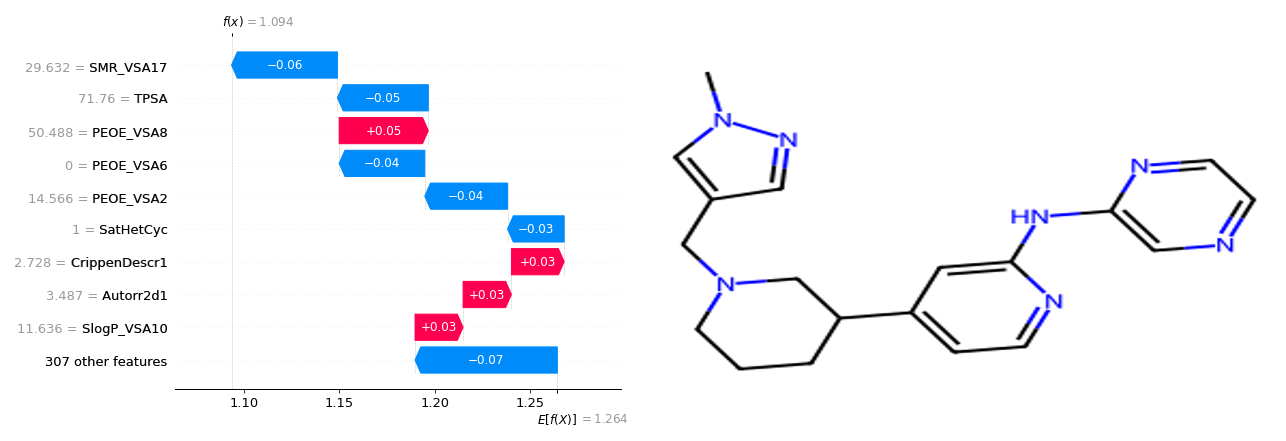 f(x) = 1.094
29.632 = SMR_VSA17
−0.06
71.76 = TPSA
−0.05
50.488 = PEOE_VSA8
+0.05
0 = PEOE_VSA6
−0.04
14.566 = PEOE_VSA2
−0.04
1 = SatHetCyc
−0.03
2.728 = CrippenDescr1
+0.03
3.487 = Autorr2d1
+0.03
11.636 = SlogP_VSA10
+0.03
307 other features
−0.07
1.10 1.15 1.20 1.25
E[f(X)] = 1.264
N
N
N
HN
N
N
N